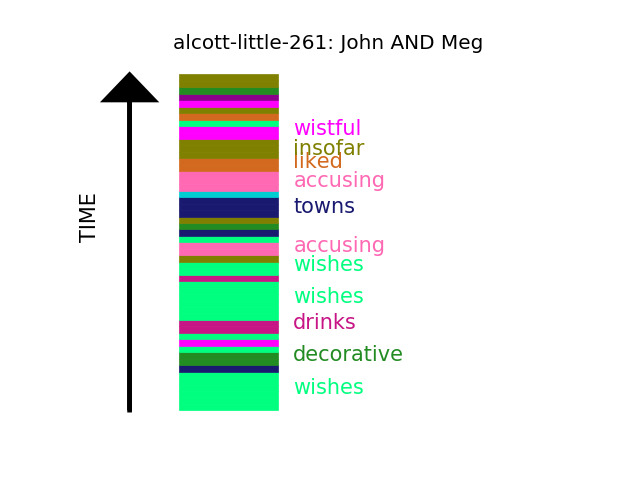 alcott-little-261: John AND Meg
TIME
wistful
insofar
liked
accusing
towns
accusing
wishes
wishes
drinks
decorative
wishes